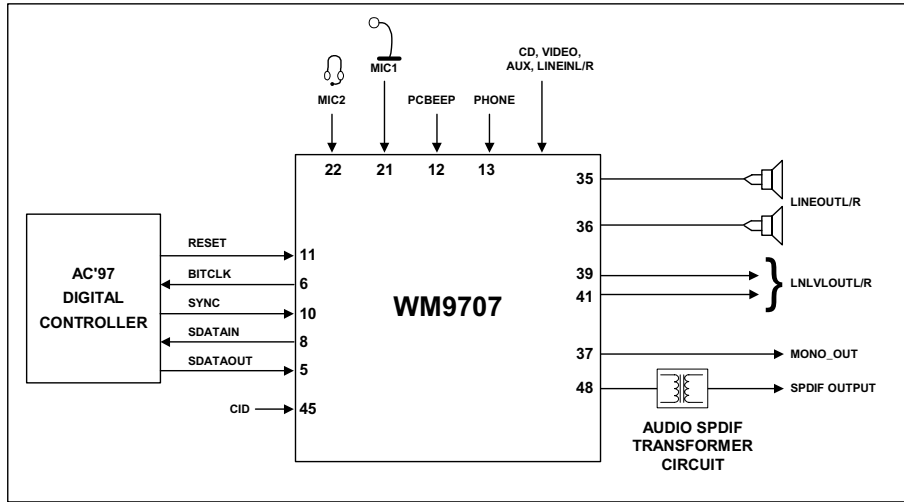 CD, VIDEO,
AUX, LINEINL/R
MIC1
MIC2
PCBEEP
PHONE
22
21
12
13
35
LINEOUTL/R
36
AC'97
DIGITAL
CONTROLLER
RESET
11
BITCLK
6
SYNC
10
SDATAIN
8
SDATAOUT
5
CID
45
WM9707
39
LNLVLOUTL/R
41
37
MONO_OUT
48
SPDIF OUTPUT
AUDIO SPDIF
TRANSFORMER
CIRCUIT